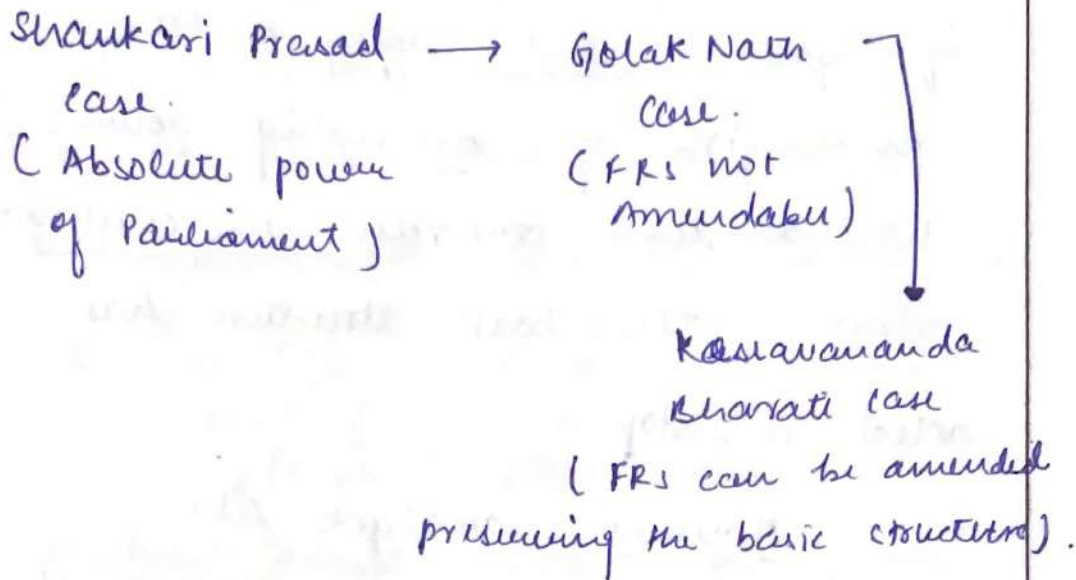 Shankari Prasad → Golak Nath
case. Case.
( Absolute power ( FRs not
of Parliament ) Amendable )
Kesavananda
Bharati case
( FRs can be amended
preserving the basic structure ) .